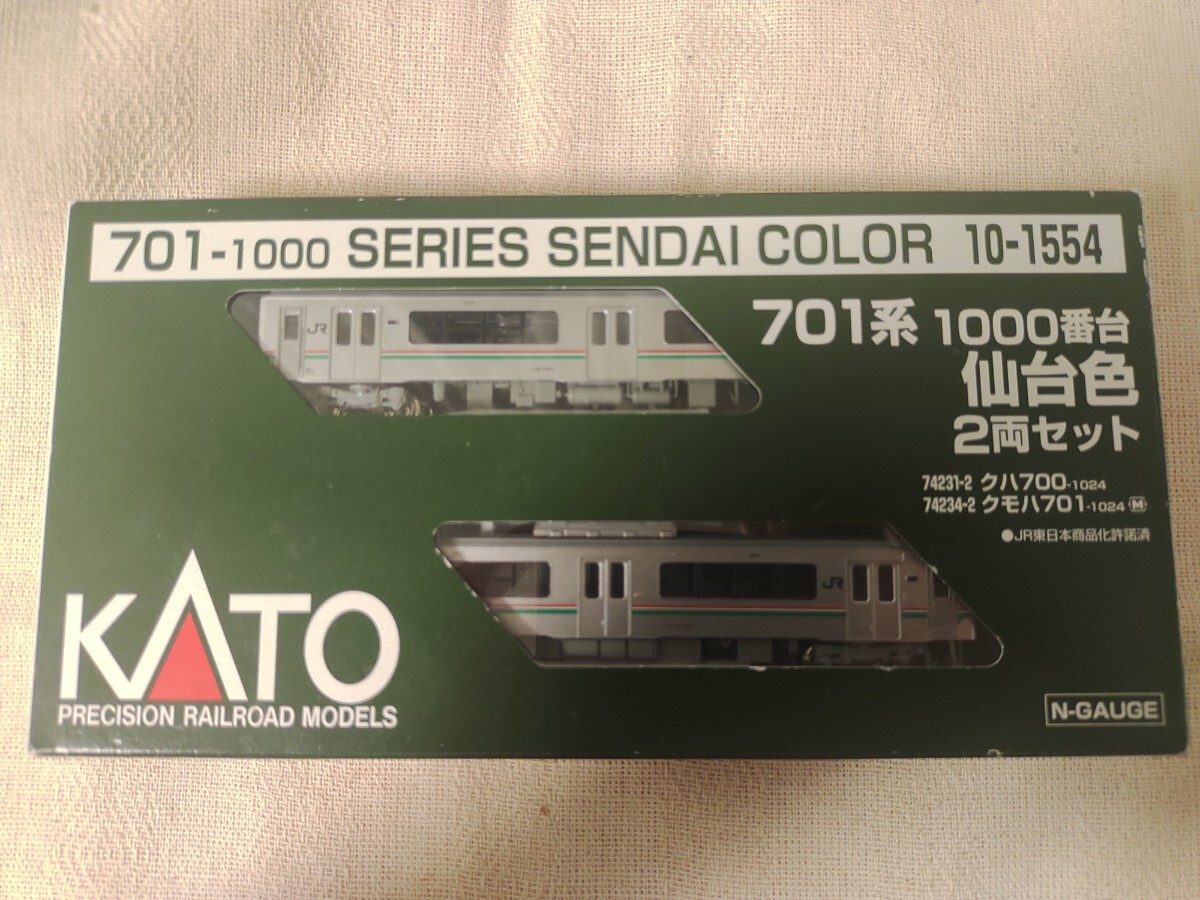 701-1000 SERIES SENDAI COLOR 10-1554
701系 1000番台
仙台色
2両セット
74231-2 クハ700-1024
74234-2 クモハ701-1024 M
●JR東日本商品化許諾済
JR
JR
KATO
PRECISION RAILROAD MODELS
N-GAUGE